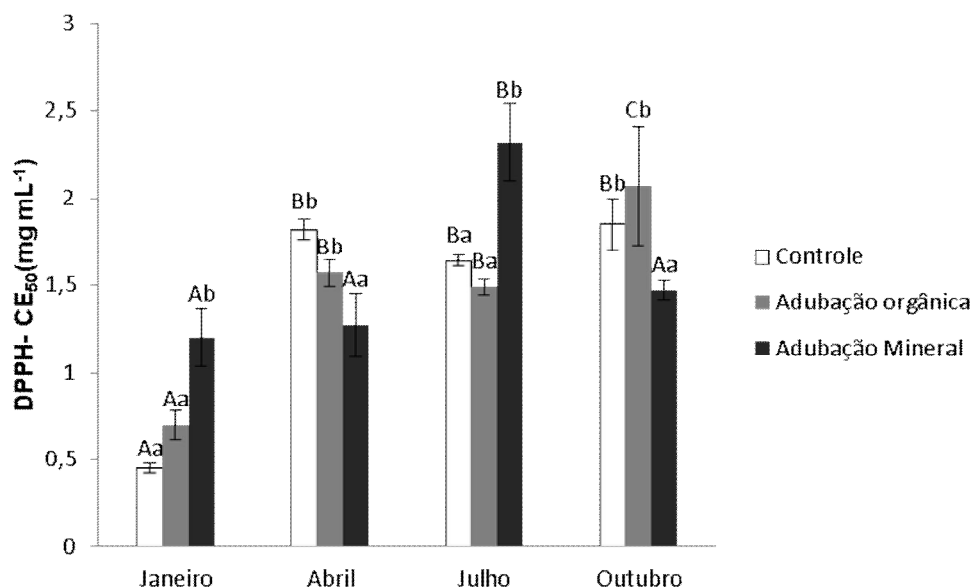 DPPH- CE₅₀(mg mL⁻¹)
3
2,5
2
1,5
1
0,5
0
Aa
Aa
Ab
Bb
Bb
Aa
Ba
Ba
Bb
Bb
Cb
Aa
Janeiro
Abril
Julho
Outubro
Controle
Adubação orgânica
Adubação Mineral